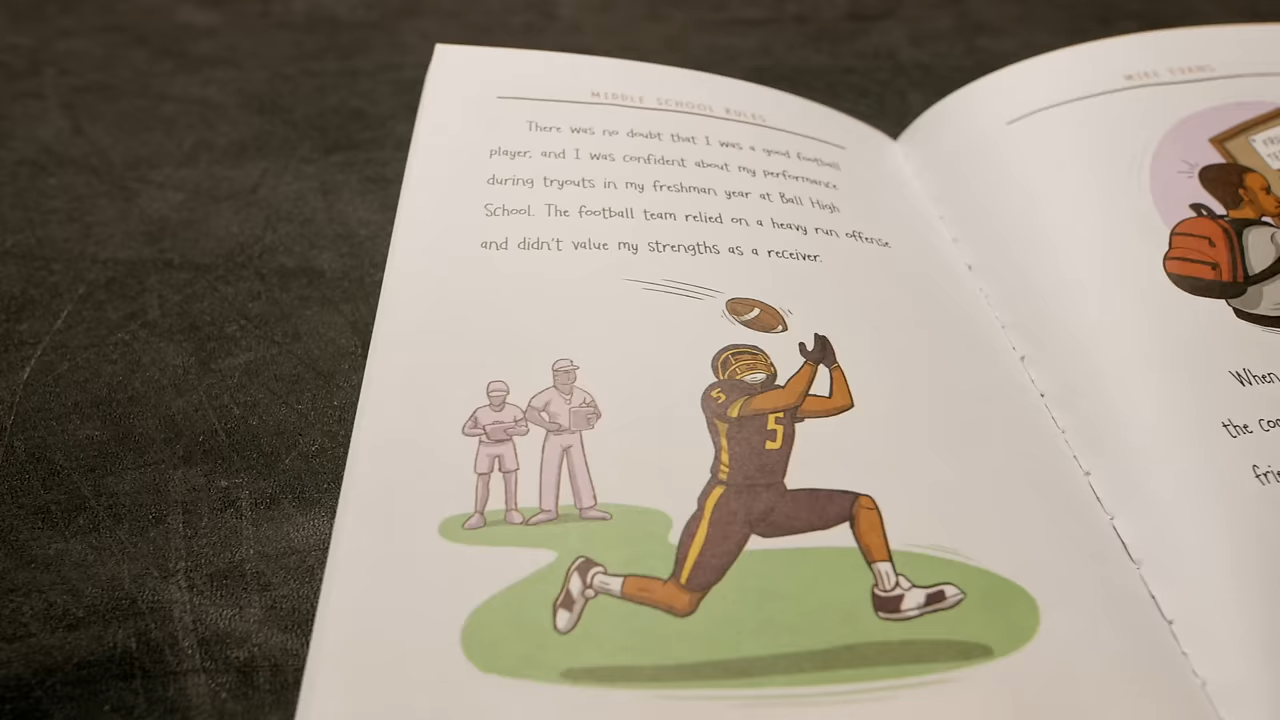 MIDDLE SCHOOL RULES
There was no doubt that I was a good football
player, and I was confident about my performance
during tryouts in my freshman year at Ball High
School. The football team relied on a heavy run offense
and didn't value my strengths as a receiver.
5
5
MIKE EVANS
When
the